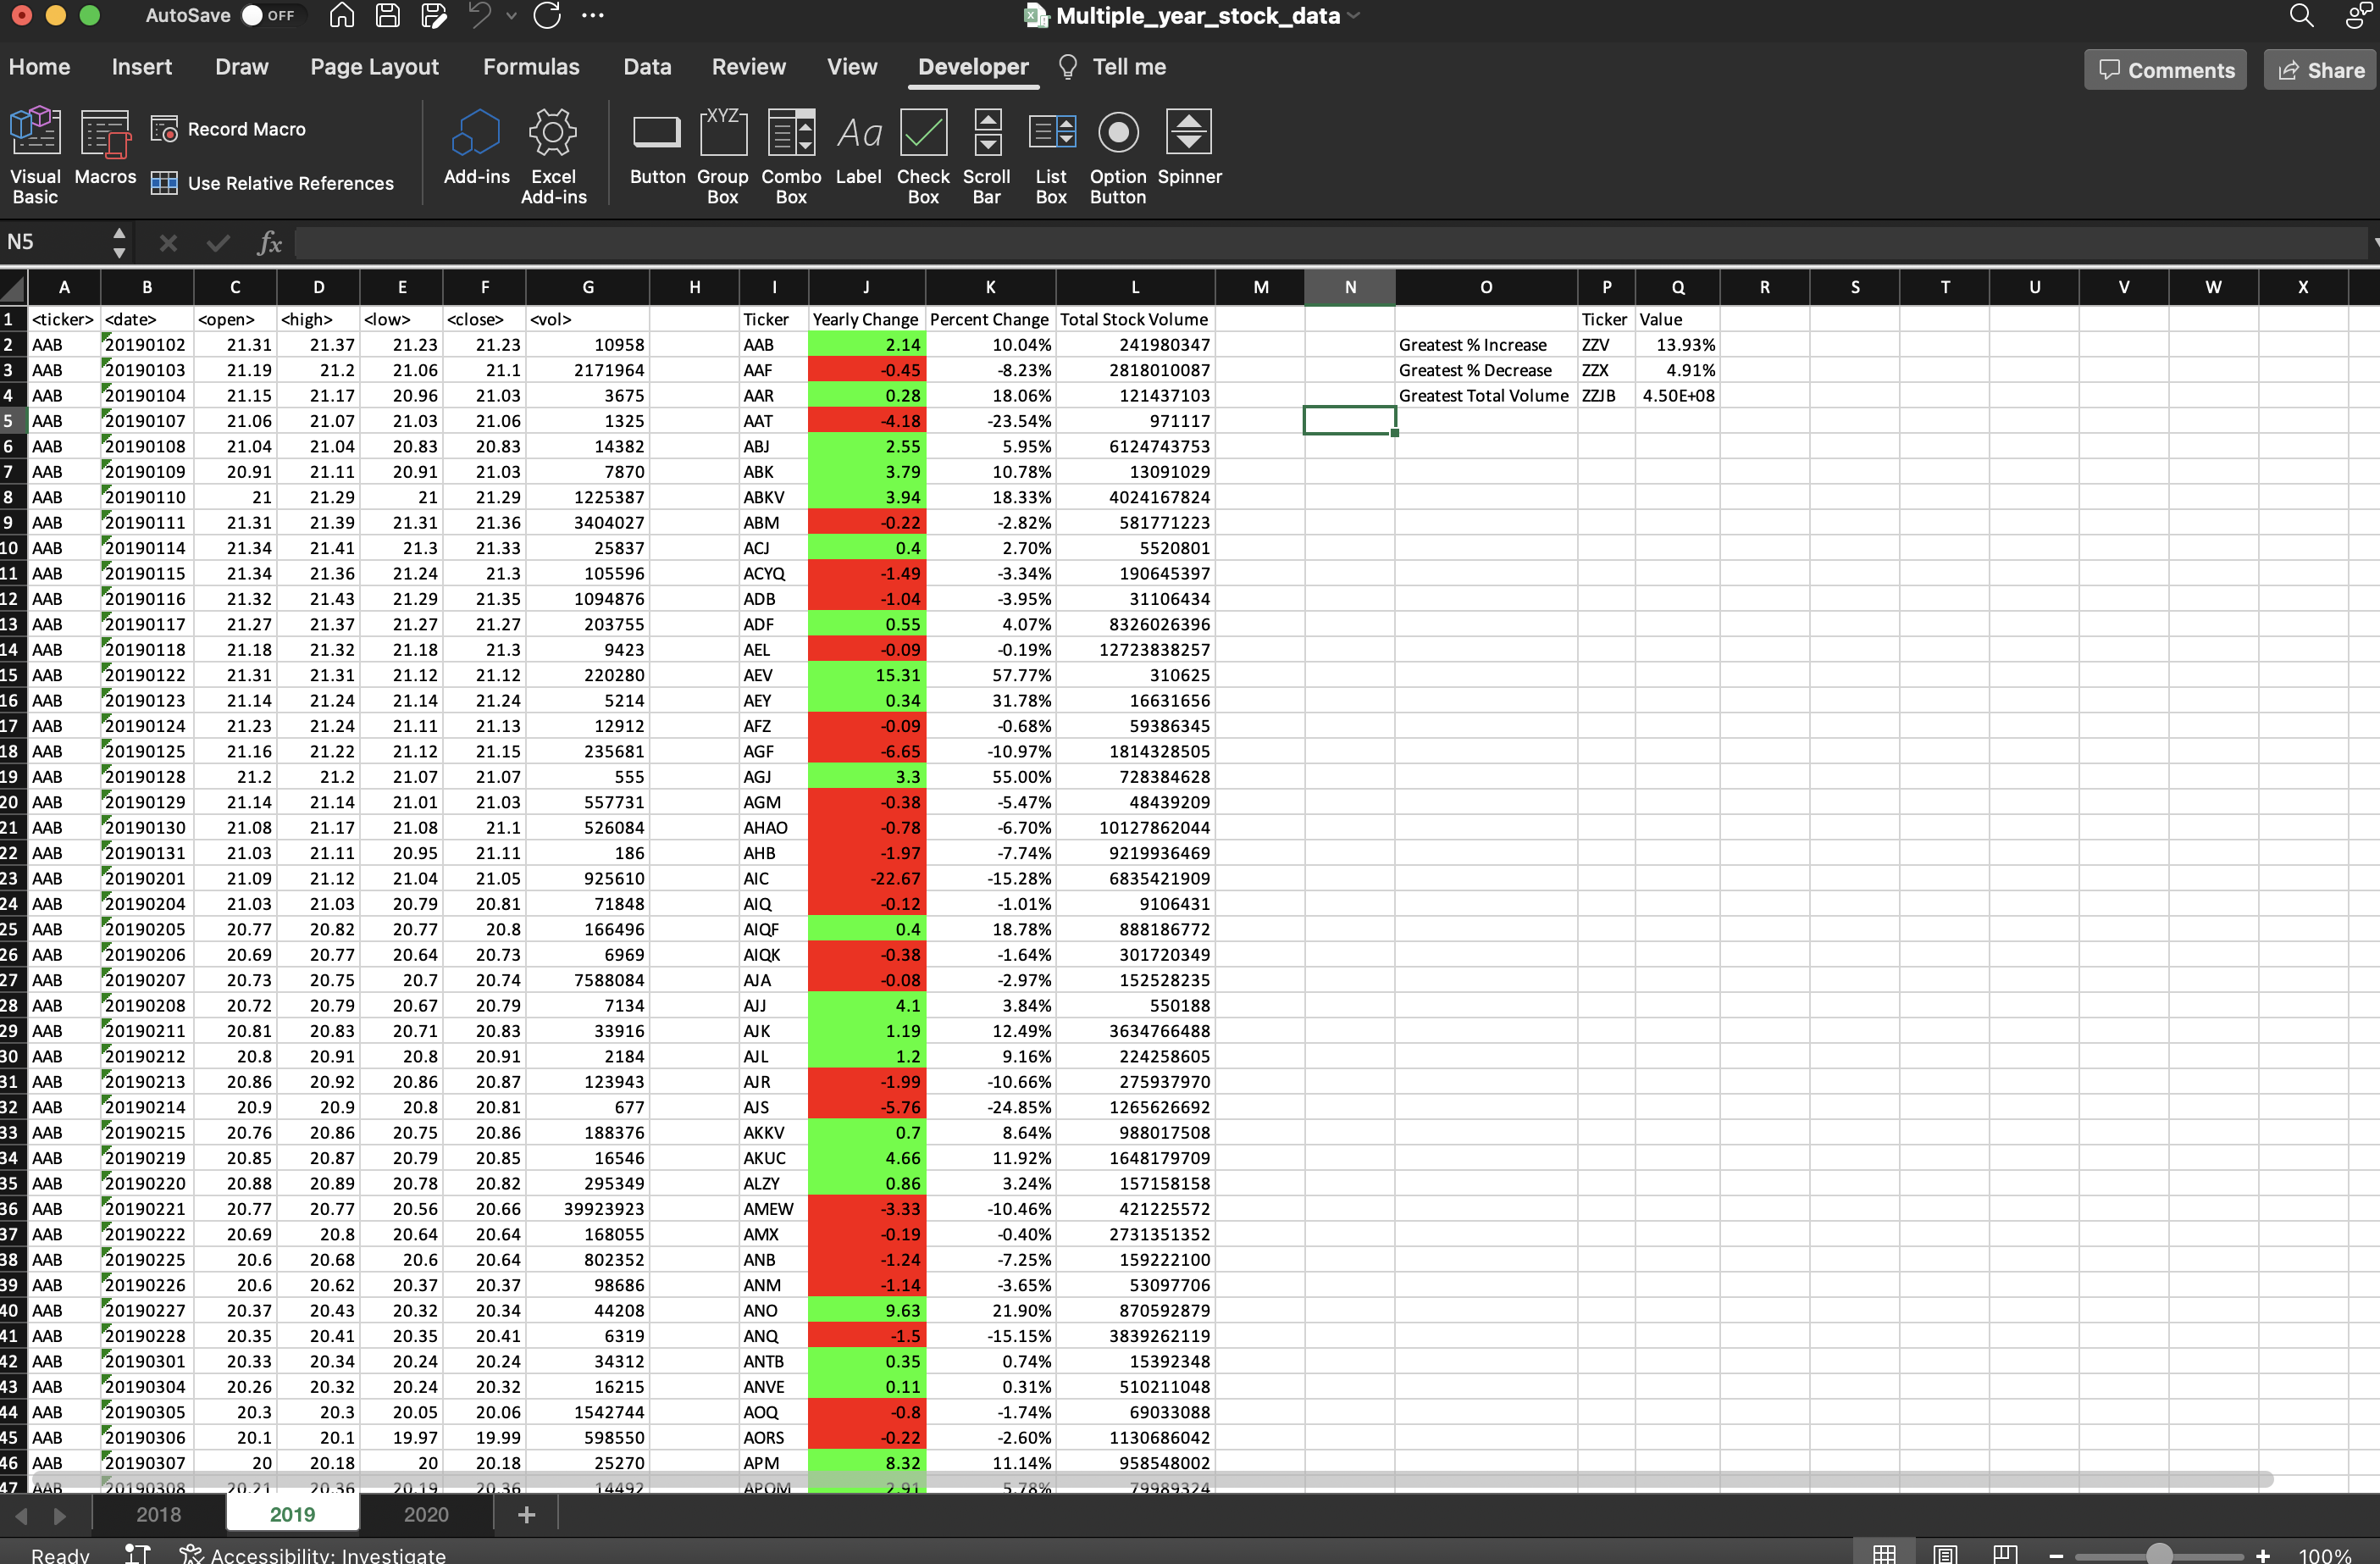 AutoSave OFF Multiple_year_stock_data
Home Insert Draw Page Layout Formulas Data Review View Developer Tell me Comments Share
Visual Basic Macros Record Macro Use Relative References Add-ins Excel Add-ins Button XYZ Group Box Combo Box Aa Label Check Box Scroll Bar List Box Option Button Spinner
N5 fx
A B C D E F G H I J K L M N O P Q R S T U V W X
1 <ticker> <date> <open> <high> <low> <close> <vol> Ticker Yearly Change Percent Change Total Stock Volume Ticker Value
2 AAB 20190102 21.31 21.37 21.23 21.23 10958 AAB 2.14 10.04% 241980347 Greatest % Increase ZZV 13.93%
3 AAB 20190103 21.19 21.2 21.06 21.1 2171964 AAF -0.45 -8.23% 2818010087 Greatest % Decrease ZZX 4.91%
4 AAB 20190104 21.15 21.17 20.96 21.03 3675 AAR 0.28 18.06% 121437103 Greatest Total Volume ZZJB 4.50E+08
5 AAB 20190107 21.06 21.07 21.03 21.06 1325 AAT -4.18 -23.54% 971117
6 AAB 20190108 21.04 21.04 20.83 20.83 14382 ABJ 2.55 5.95% 6124743753
7 AAB 20190109 20.91 21.11 20.91 21.03 7870 ABK 3.79 10.78% 13091029
8 AAB 20190110 21 21.29 21 21.29 1225387 ABKV 3.94 18.33% 4024167824
9 AAB 20190111 21.31 21.39 21.31 21.36 3404027 ABM -0.22 -2.82% 581771223
10 AAB 20190114 21.34 21.41 21.3 21.33 25837 ACJ 0.4 2.70% 5520801
11 AAB 20190115 21.34 21.36 21.24 21.3 105596 ACYQ -1.49 -3.34% 190645397
12 AAB 20190116 21.32 21.43 21.29 21.35 1094876 ADB -1.04 -3.95% 31106434
13 AAB 20190117 21.27 21.37 21.27 21.27 203755 ADF 0.55 4.07% 8326026396
14 AAB 20190118 21.18 21.32 21.18 21.3 9423 AEL -0.09 -0.19% 12723838257
15 AAB 20190122 21.31 21.31 21.12 21.12 220280 AEV 15.31 57.77% 310625
16 AAB 20190123 21.14 21.24 21.14 21.24 5214 AEY 0.34 31.78% 16631656
17 AAB 20190124 21.23 21.24 21.11 21.13 12912 AFZ -0.09 -0.68% 59386345
18 AAB 20190125 21.16 21.22 21.12 21.15 235681 AGF -6.65 -10.97% 1814328505
19 AAB 20190128 21.2 21.2 21.07 21.07 555 AGJ 3.3 55.00% 728384628
20 AAB 20190129 21.14 21.14 21.01 21.03 557731 AGM -0.38 -5.47% 48439209
21 AAB 20190130 21.08 21.17 21.08 21.1 526084 AHAO -0.78 -6.70% 10127862044
22 AAB 20190131 21.03 21.11 20.95 21.11 186 AHB -1.97 -7.74% 9219936469
23 AAB 20190201 21.09 21.12 21.04 21.05 925610 AIC -22.67 -15.28% 6835421909
24 AAB 20190204 21.03 21.03 20.79 20.81 71848 AIQ -0.12 -1.01% 9106431
25 AAB 20190205 20.77 20.82 20.77 20.8 166496 AIQF 0.4 18.78% 888186772
26 AAB 20190206 20.69 20.77 20.64 20.73 6969 AIQK -0.38 -1.64% 301720349
27 AAB 20190207 20.73 20.75 20.7 20.74 7588084 AJA -0.08 -2.97% 152528235
28 AAB 20190208 20.72 20.79 20.67 20.79 7134 AJJ 4.1 3.84% 550188
29 AAB 20190211 20.81 20.83 20.71 20.83 33916 AJK 1.19 12.49% 3634766488
30 AAB 20190212 20.8 20.91 20.8 20.91 2184 AJL 1.2 9.16% 224258605
31 AAB 20190213 20.86 20.92 20.86 20.87 123943 AJR -1.99 -10.66% 275937970
32 AAB 20190214 20.9 20.9 20.8 20.81 677 AJS -5.76 -24.85% 1265626692
33 AAB 20190215 20.76 20.86 20.75 20.86 188376 AKKV 0.7 8.64% 988017508
34 AAB 20190219 20.85 20.87 20.79 20.85 16546 AKUC 4.66 11.92% 1648179709
35 AAB 20190220 20.88 20.89 20.78 20.82 295349 ALZY 0.86 3.24% 157158158
36 AAB 20190221 20.77 20.77 20.56 20.66 39923923 AMEW -3.33 -10.46% 421225572
37 AAB 20190222 20.69 20.8 20.64 20.64 168055 AMX -0.19 -0.40% 2731351352
38 AAB 20190225 20.6 20.68 20.6 20.64 802352 ANB -1.24 -7.25% 159222100
39 AAB 20190226 20.6 20.62 20.37 20.37 98686 ANM -1.14 -3.65% 53097706
40 AAB 20190227 20.37 20.43 20.32 20.34 44208 ANO 9.63 21.90% 870592879
41 AAB 20190228 20.35 20.41 20.35 20.41 6319 ANQ -1.5 -15.15% 3839262119
42 AAB 20190301 20.33 20.34 20.24 20.24 34312 ANTB 0.35 0.74% 15392348
43 AAB 20190304 20.26 20.32 20.24 20.32 16215 ANVE 0.11 0.31% 510211048
44 AAB 20190305 20.3 20.3 20.05 20.06 1542744 AOQ -0.8 -1.74% 69033088
45 AAB 20190306 20.1 20.1 19.97 19.99 598550 AORS -0.22 -2.60% 1130686042
46 AAB 20190307 20 20.18 20 20.18 25270 APM 8.32 11.14% 958548002
47 AAB 20190308 20.21 20.36 20.19 20.36 14492 APOM 2.91 5.78% 79989324
2018 2019 2020 +
Ready Accessibility: Investigate 100%